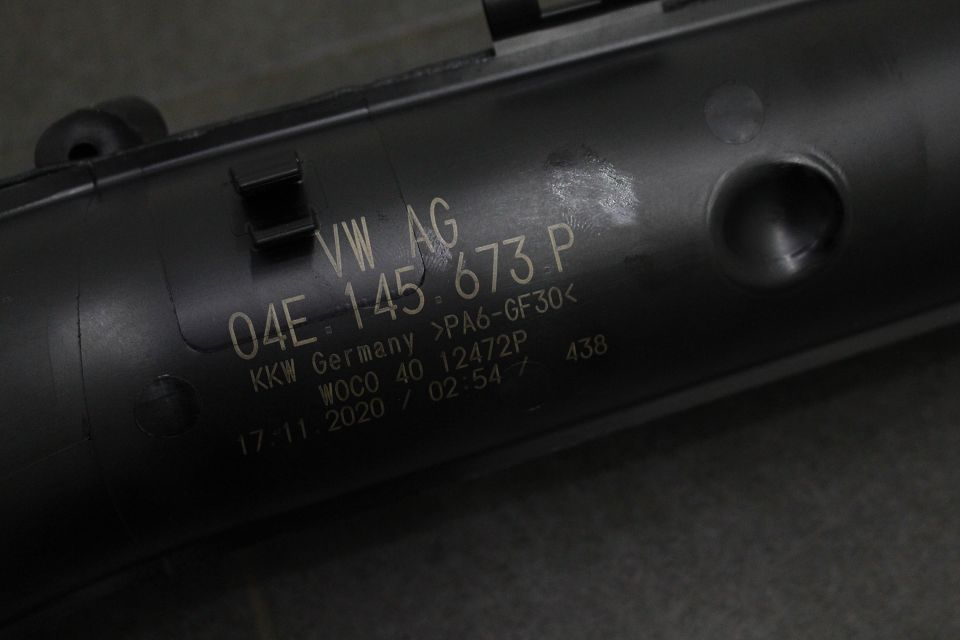 VW AG
04E.145.673.P
KKW Germany >PA6-GF30<
WOCO 40 12472P
17.11.2020 / 02:54 / 438